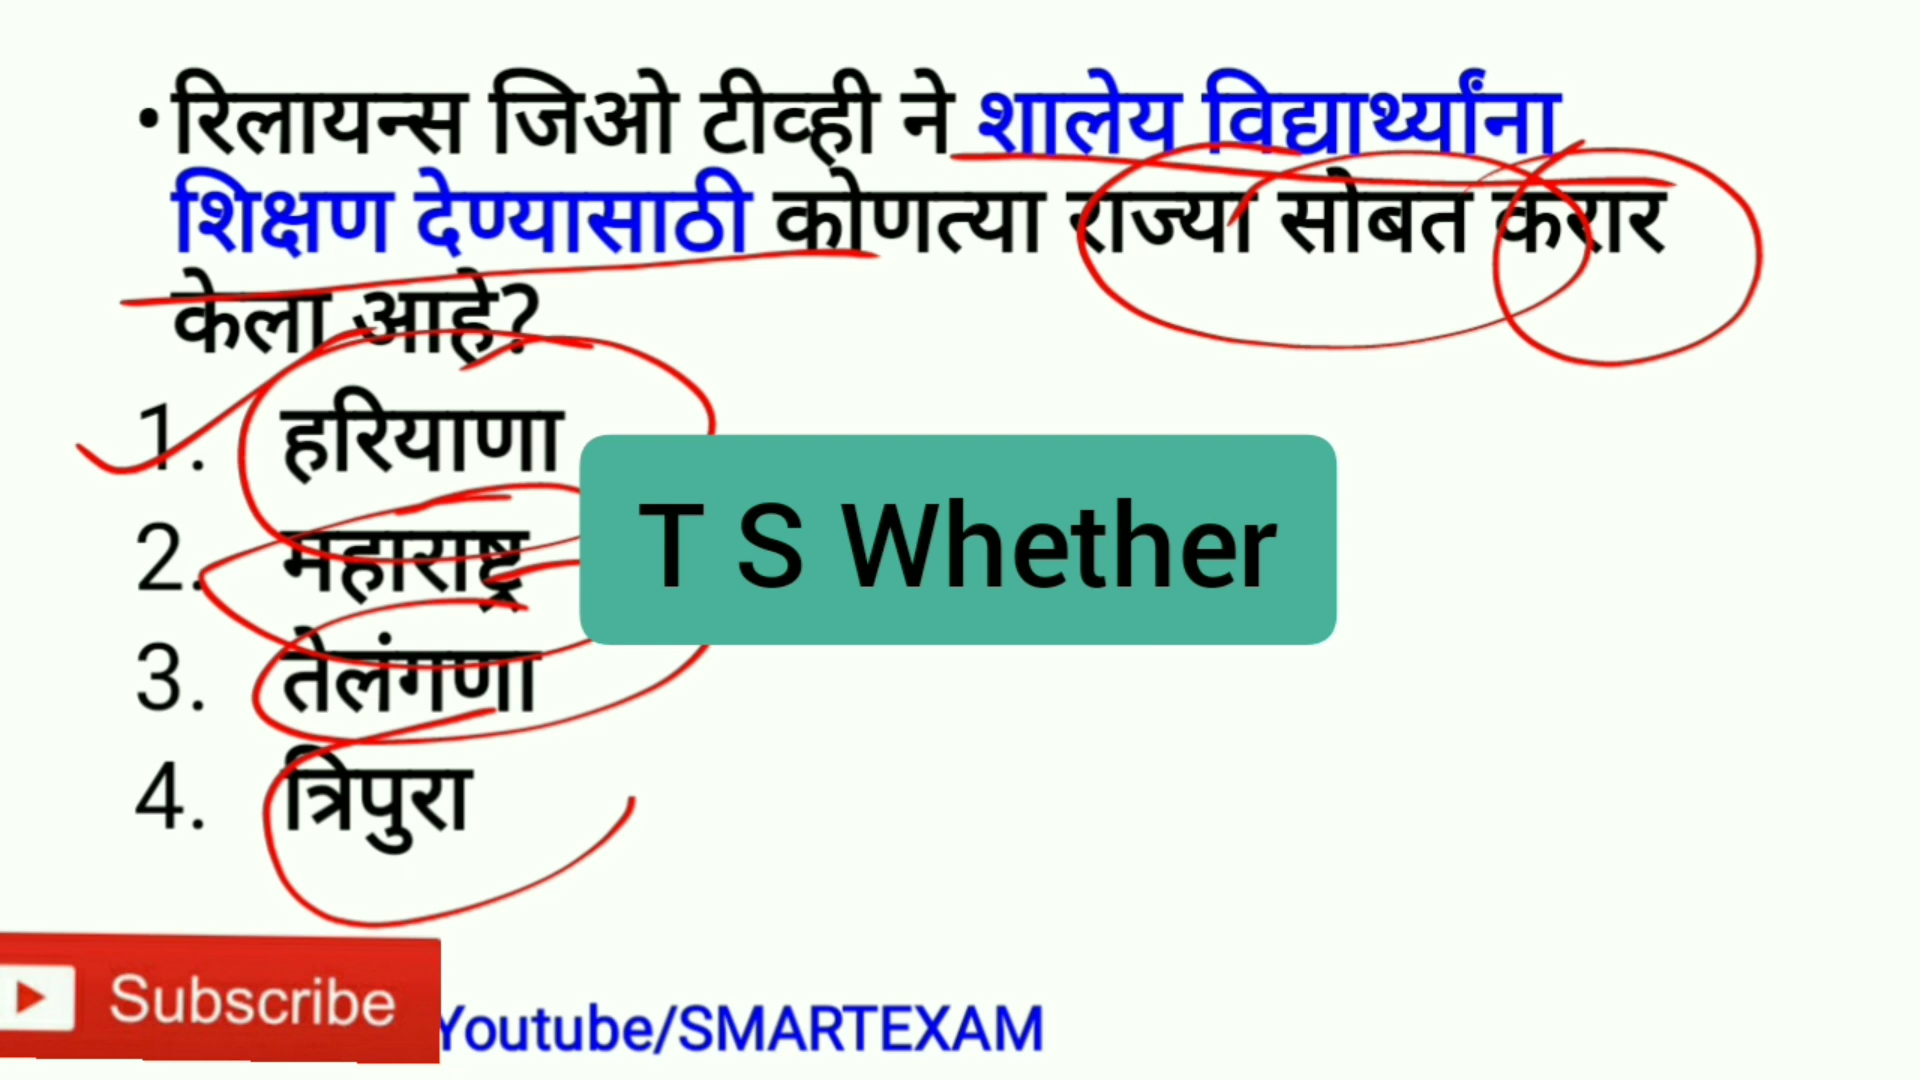 • रिलायन्स जिओ टीव्ही ने शालेय विद्यार्थ्यांना
शिक्षण देण्यासाठी कोणत्या राज्या सोबत करार
केला आहे?
1. हरियाणा
2. महाराष्ट्र
3. तेलंगणा
4. त्रिपुरा
T S Whether
Subscribe
Youtube/SMARTEXAM